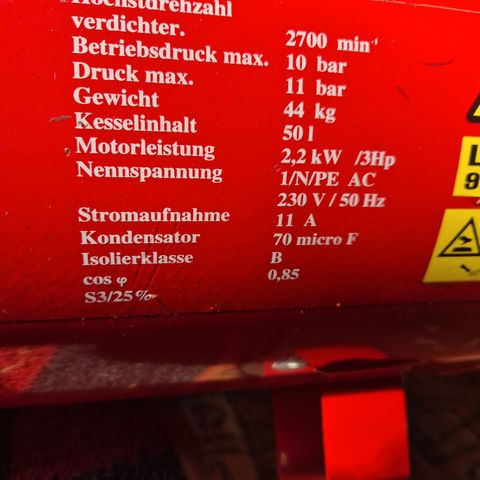 Höchstdrehzahl
verdichter. 2700 min⁻¹
Betriebsdruck max. 10 bar
Druck max. 11 bar
Gewicht 44 kg
Kesselinhalt 50 l
Motorleistung 2,2 kW /3Hp
Nennspannung 1/N/PE AC
230 V / 50 Hz
Stromaufnahme 11 A
Kondensator 70 micro F
Isolierklasse B
cos φ 0,85
S3/25%
L
9